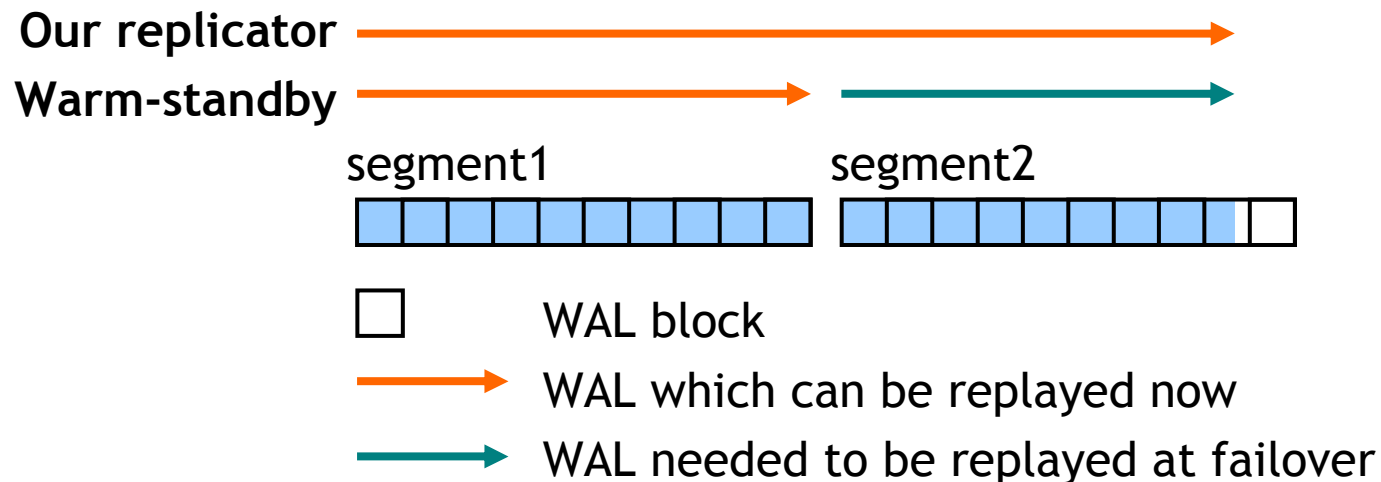 Our replicator
Warm-standby
segment1 segment2
WAL block
WAL which can be replayed now
WAL needed to be replayed at failover